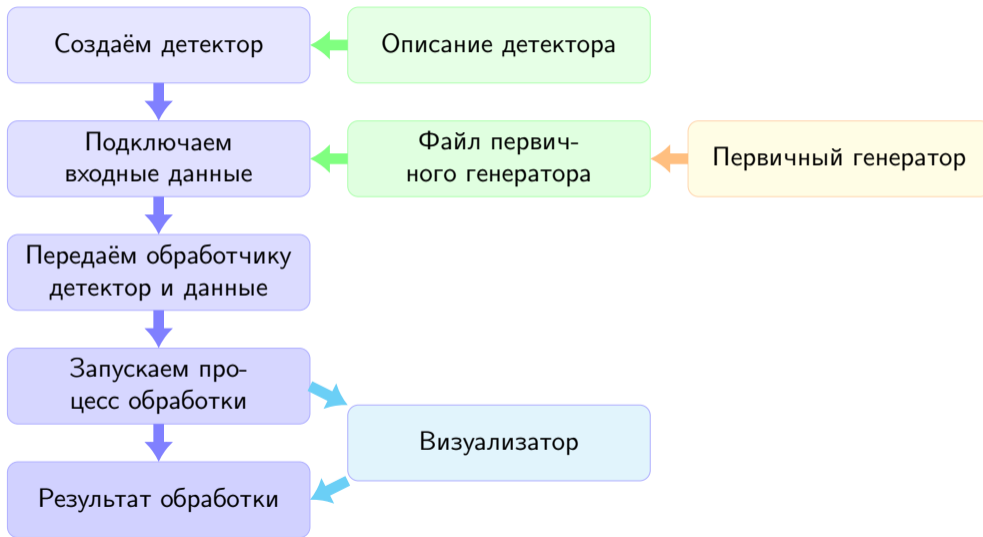 Создаём детектор
Описание детектора
Подключаем
входные данные
Файл первич-
ного генератора
Первичный генератор
Передаём обработчику
детектор и данные
Запускаем про-
цесс обработки
Визуализатор
Результат обработки